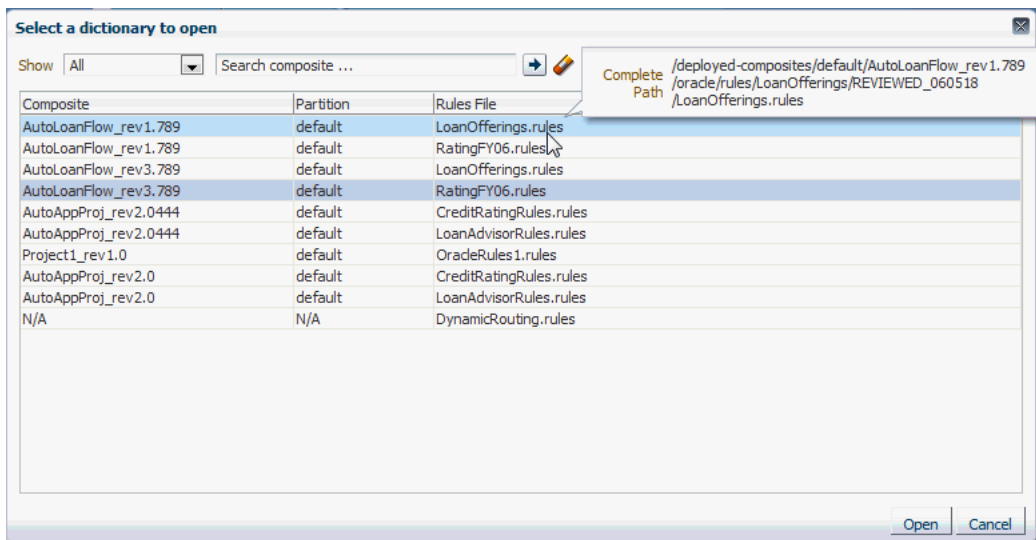 Select a dictionary to open
Show All Search composite ...
Complete Path /deployed-composites/default/AutoLoanFlow_rev1.789
/oracle/rules/LoanOfferings/REVIEWED_060518
/LoanOfferings.rules
Composite Partition Rules File
AutoLoanFlow_rev1.789 default LoanOfferings.rules
AutoLoanFlow_rev1.789 default RatingFY06.rules
AutoLoanFlow_rev3.789 default LoanOfferings.rules
AutoLoanFlow_rev3.789 default RatingFY06.rules
AutoAppProj_rev2.0444 default CreditRatingRules.rules
AutoAppProj_rev2.0444 default LoanAdvisorRules.rules
Project1_rev1.0 default OracleRules1.rules
AutoAppProj_rev2.0 default CreditRatingRules.rules
AutoAppProj_rev2.0 default LoanAdvisorRules.rules
N/A N/A DynamicRouting.rules
Open Cancel